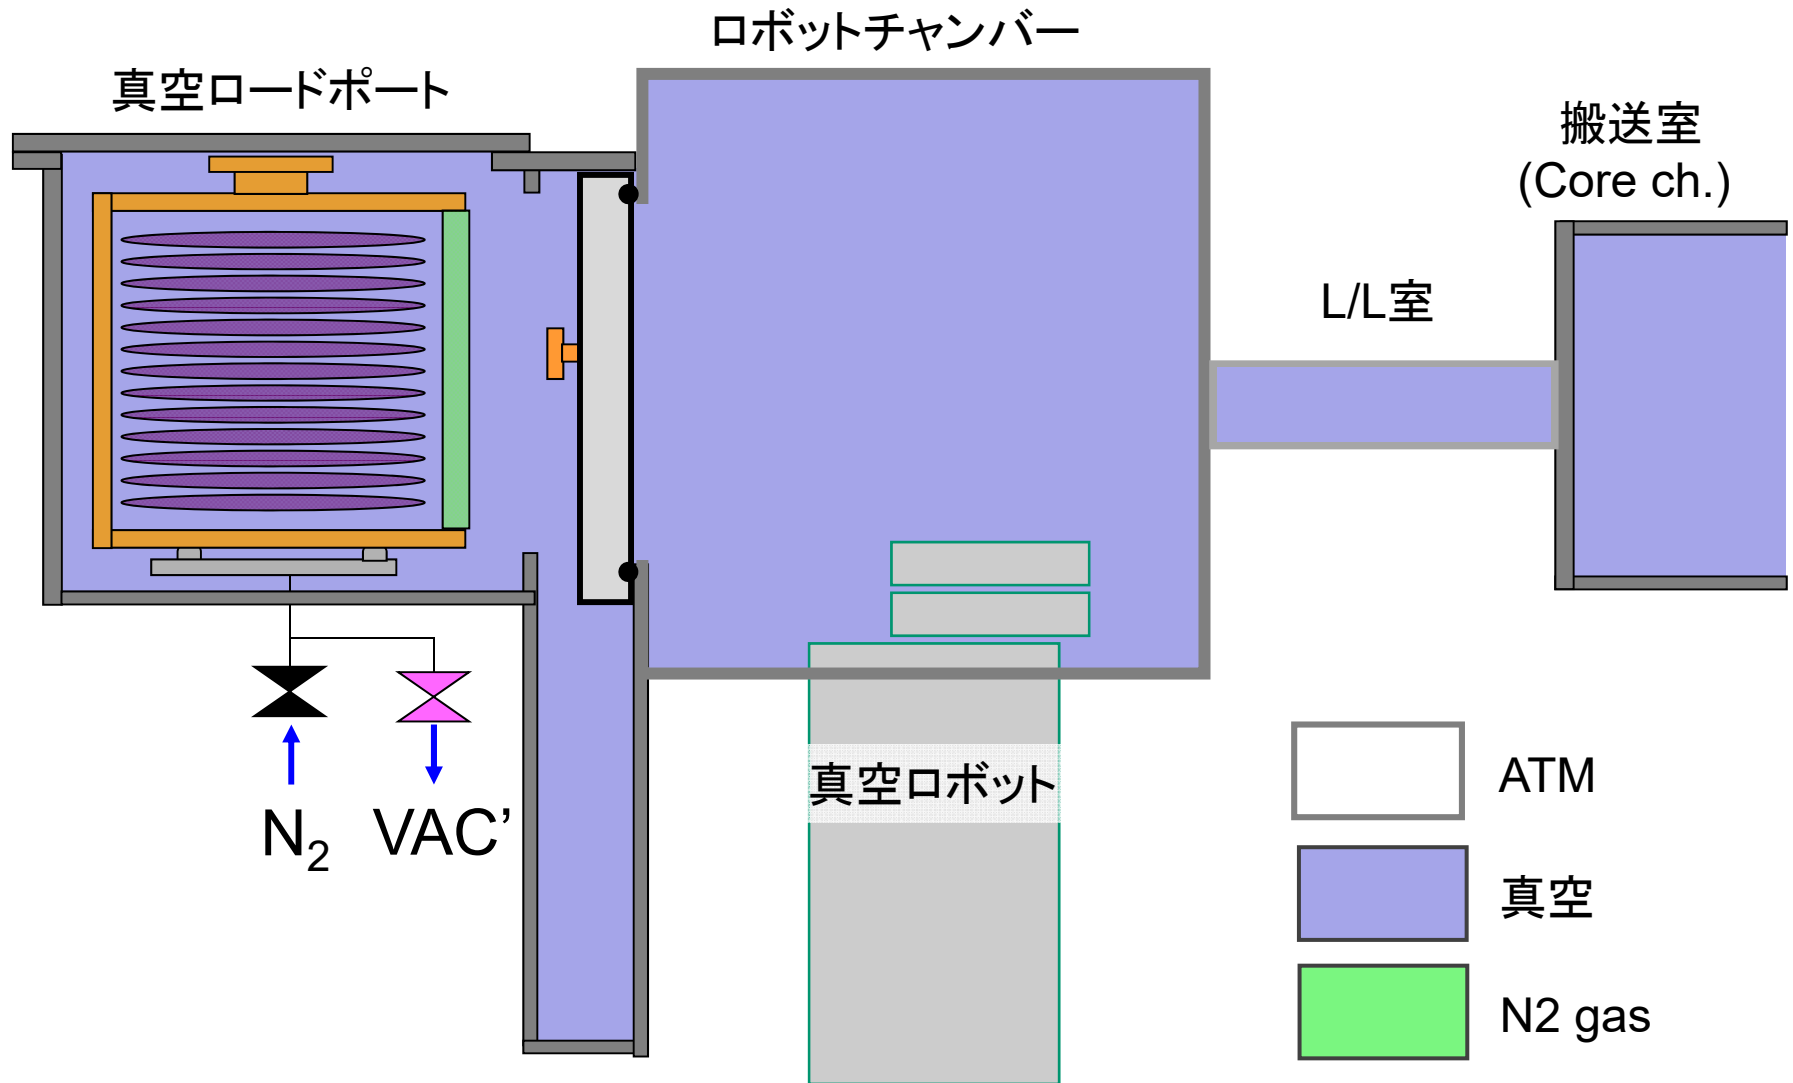 ロボットチャンバー
真空ロードポート
搬送室
(Core ch.)
L/L室
真空ロボット
N2
VAC’
ATM
真空
N2 gas